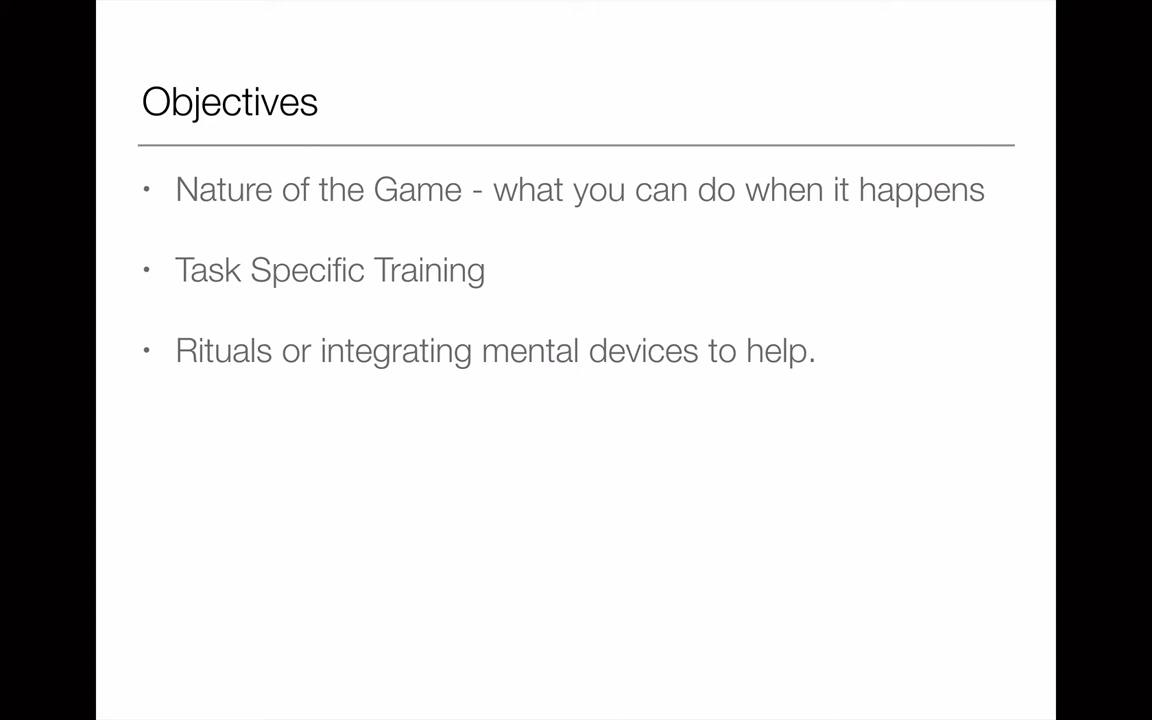 Objectives
• Nature of the Game - what you can do when it happens
• Task Specific Training
• Rituals or integrating mental devices to help.